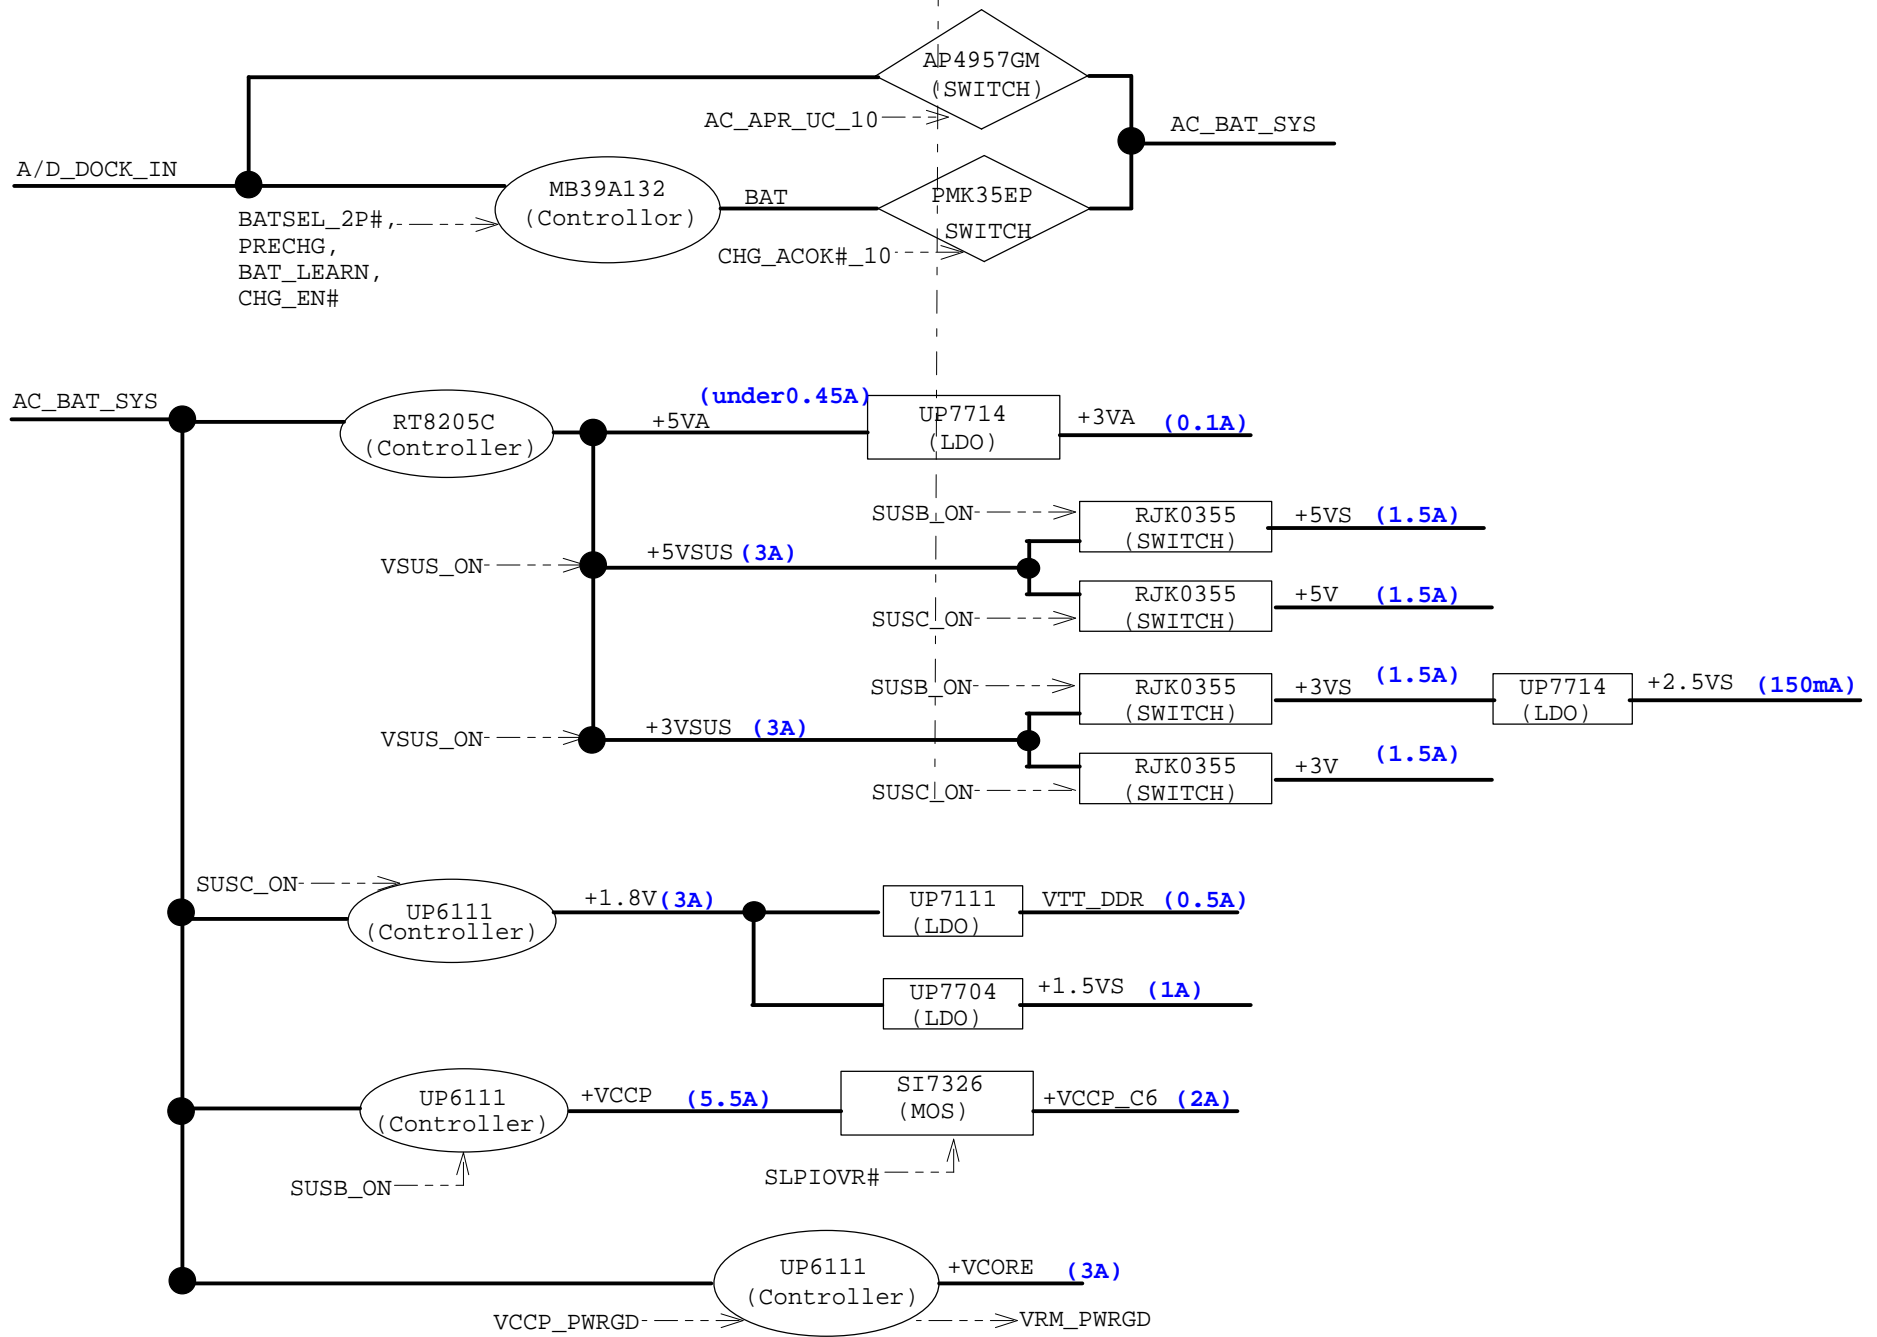 AP4957GM
(SWITCH)
AC_APR_UC_10
AC_BAT_SYS
A/D_DOCK_IN
MB39A132
(Controllor)
BAT
PMK35EP
SWITCH
BATSEL_2P#,
PRECHG,
BAT_LEARN,
CHG_EN#
CHG_ACOK#_10
AC_BAT_SYS
RT8205C
(Controller)
(under0.45A)
+5VA
UP7714
(LDO)
+3VA (0.1A)
SUSB_ON
RJK0355
(SWITCH)
+5VS (1.5A)
VSUS_ON
+5VSUS (3A)
RJK0355
(SWITCH)
+5V (1.5A)
SUSC_ON
SUSB_ON
RJK0355
(SWITCH)
+3VS (1.5A)
UP7714
(LDO)
+2.5VS (150mA)
VSUS_ON
+3VSUS (3A)
RJK0355
(SWITCH)
+3V (1.5A)
SUSC_ON
SUSC_ON
UP6111
(Controller)
+1.8V (3A)
UP7111
(LDO)
VTT_DDR (0.5A)
UP7704
(LDO)
+1.5VS (1A)
UP6111
(Controller)
+VCCP (5.5A)
SI7326
(MOS)
+VCCP_C6 (2A)
SUSB_ON
SLPIOVR#
UP6111
(Controller)
+VCORE (3A)
VCCP_PWRGD
VRM_PWRGD